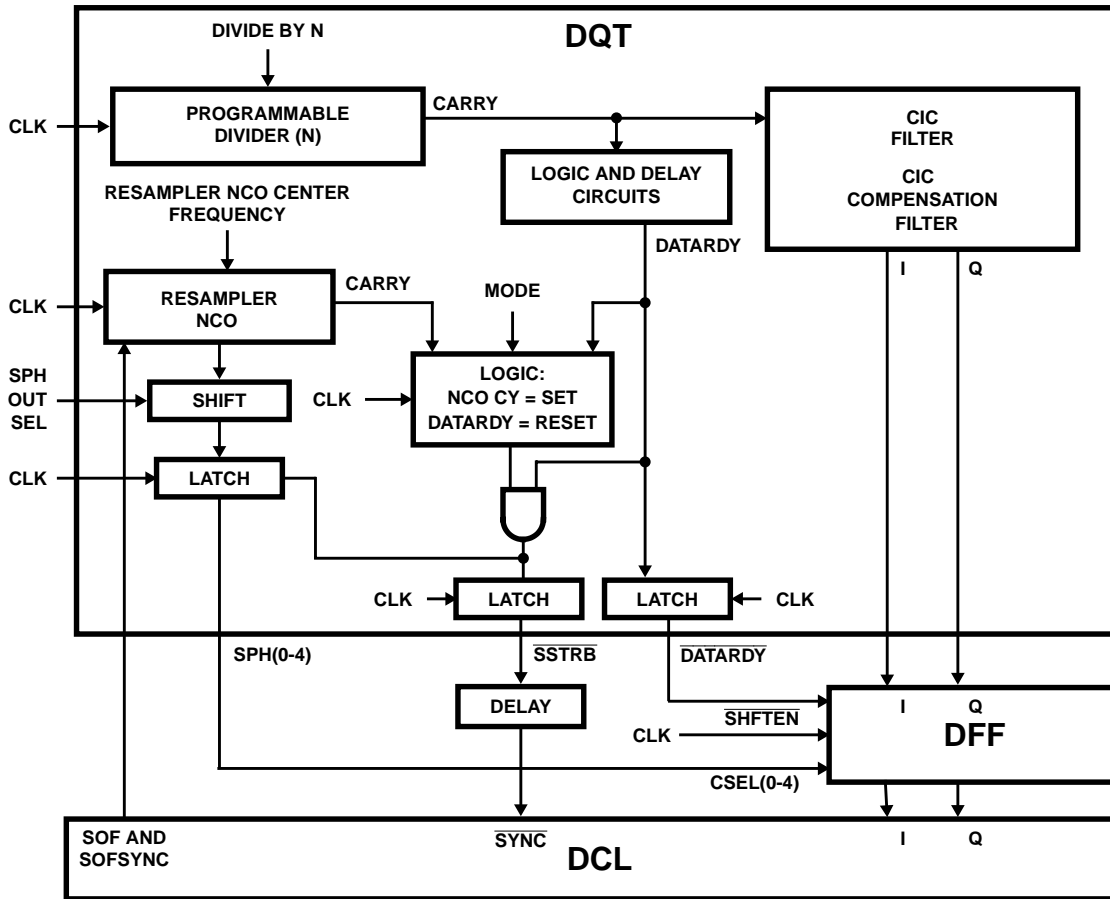 DIVIDE BY N
DQT
CLK
PROGRAMMABLE
DIVIDER (N)
CARRY
CIC
FILTER
CIC
COMPENSATION
FILTER
LOGIC AND DELAY
CIRCUITS
RESAMPLER NCO CENTER
FREQUENCY
DATARDY
I
Q
CLK
RESAMPLER
NCO
CARRY
MODE
SPH
OUT
SEL
SHIFT
CLK
LOGIC:
NCO CY = SET
DATARDY = RESET
CLK
LATCH
CLK
LATCH
LATCH
CLK
SPH(0-4)
SSTRB
DATARDY
DELAY
SHFTEN
I
Q
CLK
DFF
CSEL(0-4)
SOF AND
SOFSYNC
SYNC
DCL
I
Q